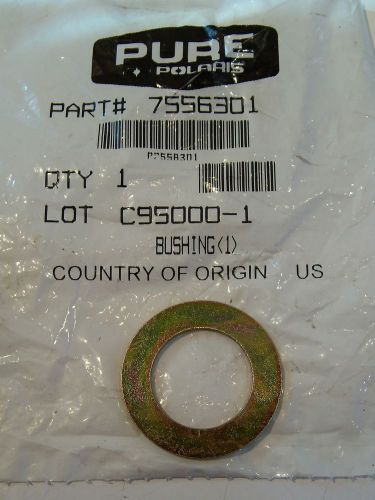 PURE
POLARIS
PART# 7556301
P7556301
QTY 1
LOT C95000-1
BUSHING(1)
COUNTRY OF ORIGIN US